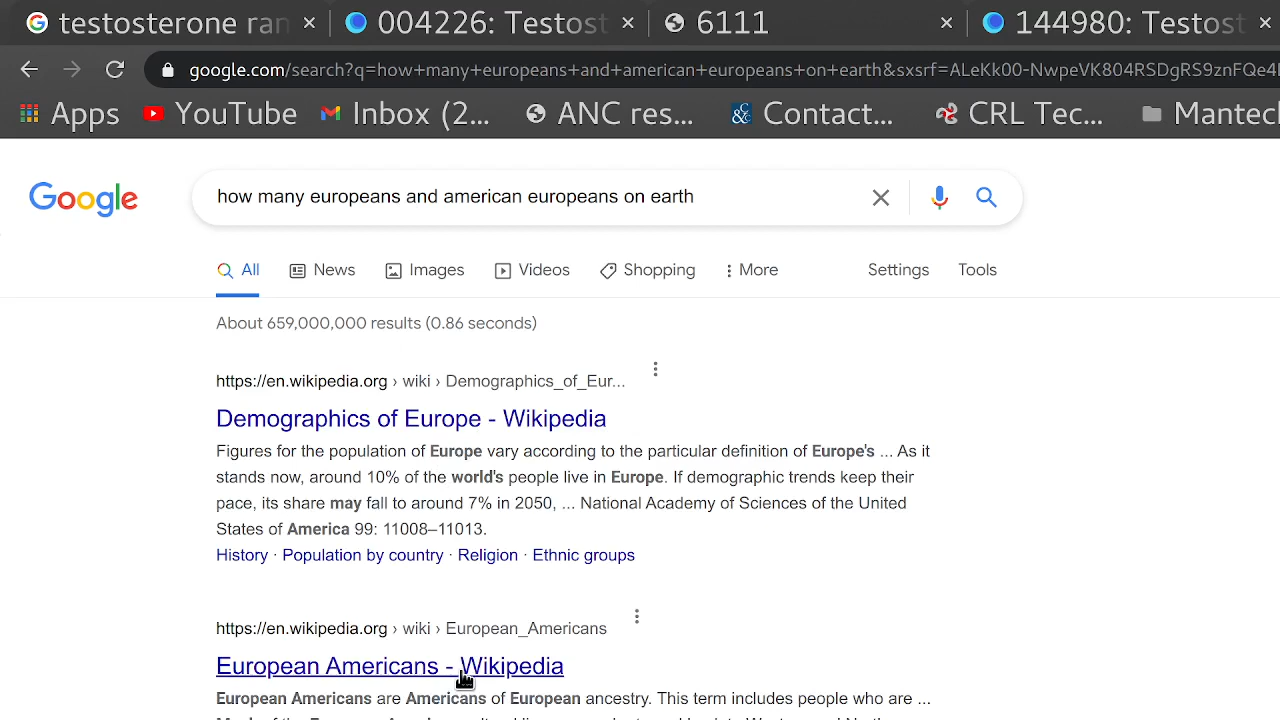 testosterone ran
004226: Testost
6111
144980: Testost
google.com/search?q=how+many+europeans+and+american+europeans+on+earth&sxsrf=ALeKk00-NwpeVK804RSDgRS9znFQe4
Apps
YouTube
Inbox (2...
ANC res...
Contact...
CRL Tec...
Mantech
Google
how many europeans and american europeans on earth
All
News
Images
Videos
Shopping
More
Settings
Tools
About 659,000,000 results (0.86 seconds)
https://en.wikipedia.org › wiki › Demographics_of_Eur...
Demographics of Europe - Wikipedia
Figures for the population of Europe vary according to the particular definition of Europe's ... As it
stands now, around 10% of the world's people live in Europe. If demographic trends keep their
pace, its share may fall to around 7% in 2050, ... National Academy of Sciences of the United
States of America 99: 11008–11013.
History · Population by country · Religion · Ethnic groups
https://en.wikipedia.org › wiki › European_Americans
European Americans - Wikipedia
European Americans are Americans of European ancestry. This term includes people who are ...